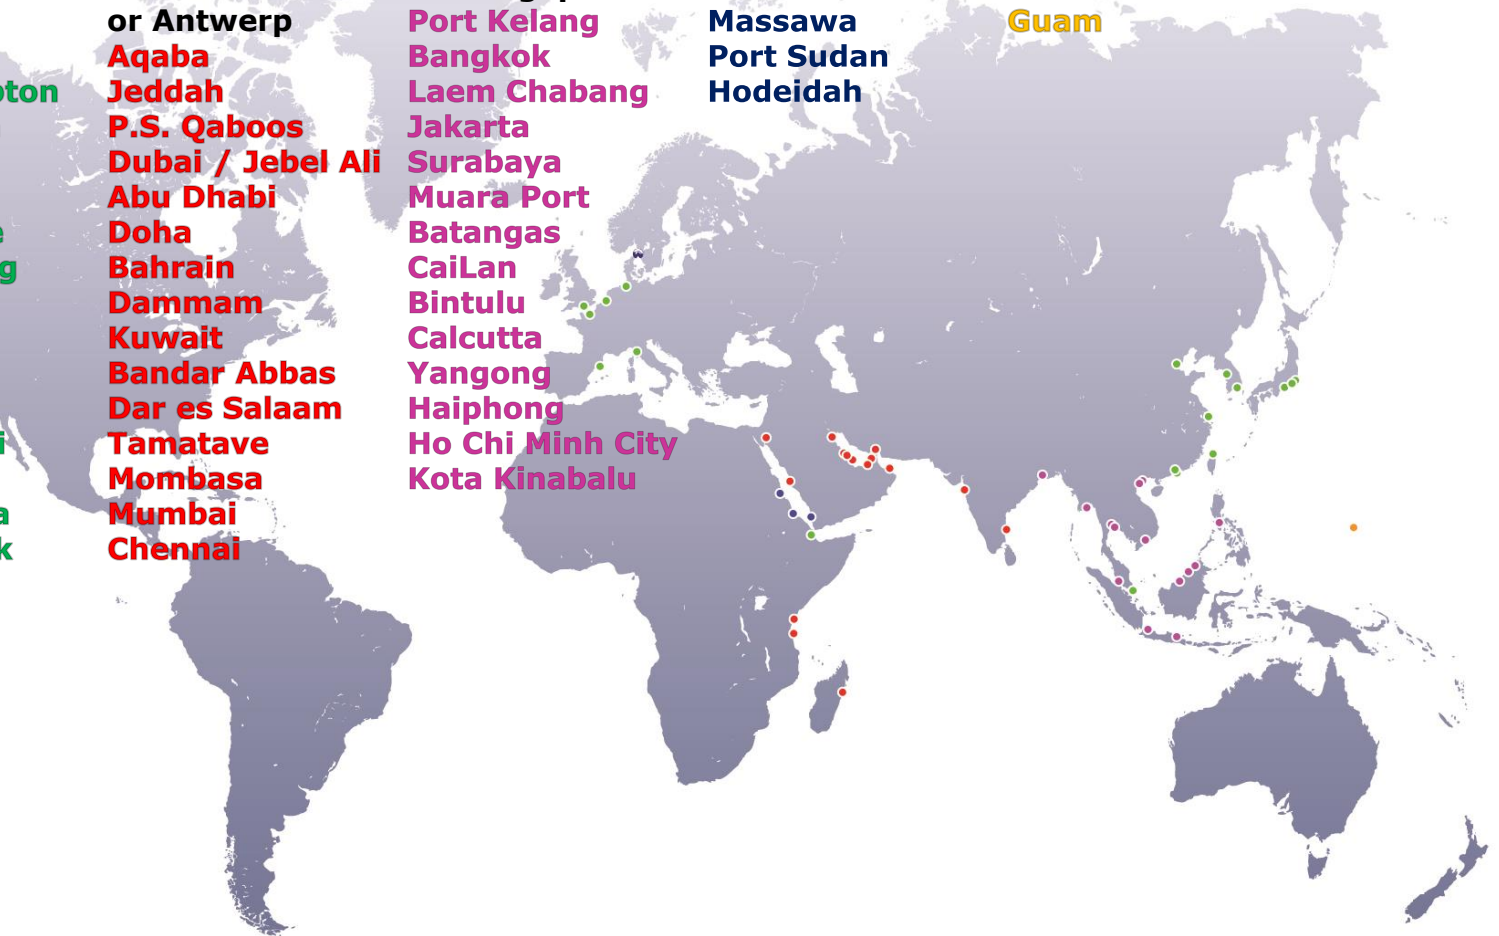 or Antwerp
Aqaba
Jeddah
P.S. Qaboos
Dubai / Jebel Ali
Abu Dhabi
Doha
Bahrain
Dammam
Kuwait
Bandar Abbas
Dar es Salaam
Tamatave
Mombasa
Mumbai
Chennai
Port Kelang
Bangkok
Laem Chabang
Jakarta
Surabaya
Muara Port
Batangas
CaiLan
Bintulu
Calcutta
Yangong
Haiphong
Ho Chi Minh City
Kota Kinabalu
Massawa
Port Sudan
Hodeidah
Guam